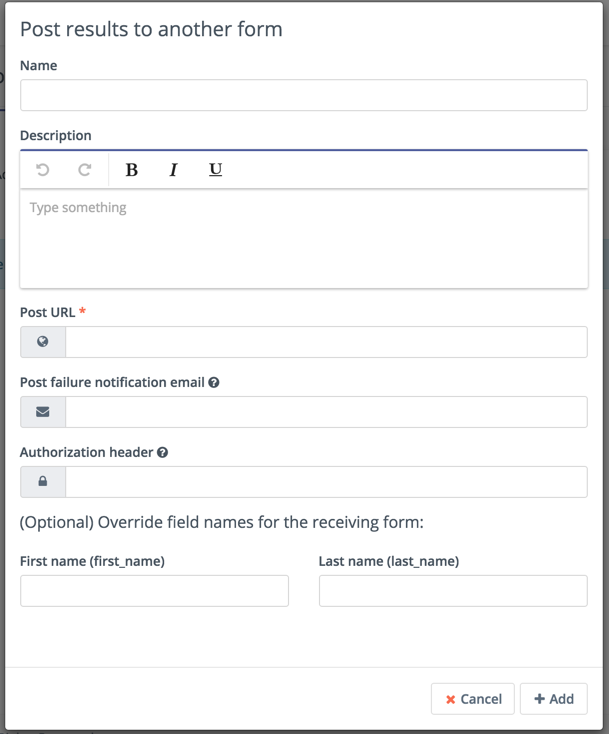 Post results to another form
Name
Description
B I U
Type something
Post URL *
Post failure notification email
Authorization header
(Optional) Override field names for the receiving form:
First name (first_name) Last name (last_name)
Cancel Add